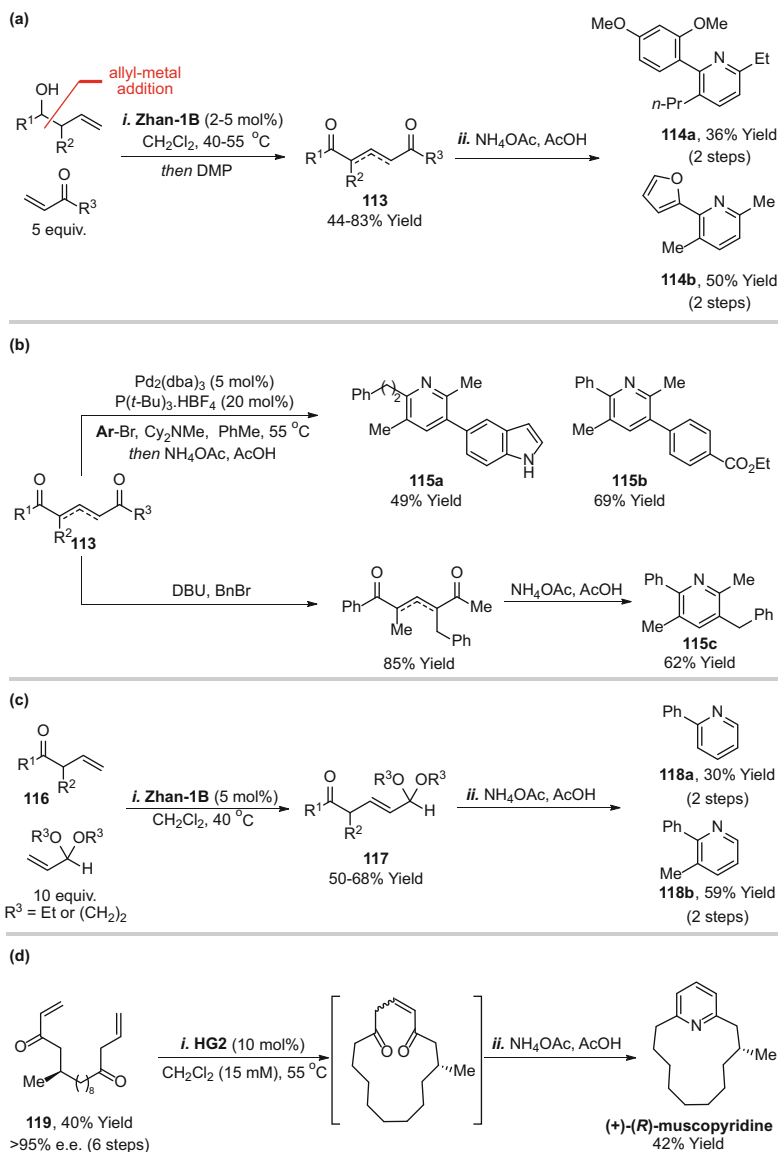 (a)
MeO
OMe
OH
allyl-metal
addition
R1
R2
O
R3
5 equiv.
i. Zhan-1B (2-5 mol%)
CH2Cl2, 40-55 °C
then DMP
O
O
R1
R3
R2
113
44-83% Yield
ii. NH4OAc, AcOH
N
Et
n-Pr
114a, 36% Yield
(2 steps)
O
N
Me
Me
114b, 50% Yield
(2 steps)
(b)
Pd2(dba)3 (5 mol%)
P(t-Bu)3.HBF4 (20 mol%)
Ar-Br, Cy2NMe, PhMe, 55 °C
then NH4OAc, AcOH
Ph
( )2
N
Me
Me
N
H
115a
49% Yield
Ph
N
Me
Me
CO2Et
115b
69% Yield
O
O
R1
R3
R2
113
DBU, BnBr
O
O
Ph
Me
Me
Ph
85% Yield
NH4OAc, AcOH
Ph
N
Me
Me
Ph
115c
62% Yield
(c)
O
R1
R2
116
R3O OR3
H
10 equiv.
R3 = Et or (CH2)2
i. Zhan-1B (5 mol%)
CH2Cl2, 40 °C
O
R3O OR3
R1
H
R2
117
50-68% Yield
ii. NH4OAc, AcOH
Ph
N
118a, 30% Yield
(2 steps)
Ph
N
Me
118b, 59% Yield
(2 steps)
(d)
O
Me
( )8
O
119, 40% Yield
>95% e.e. (6 steps)
i. HG2 (10 mol%)
CH2Cl2 (15 mM), 55 °C
O
O
Me
ii. NH4OAc, AcOH
N
Me
(+)-(R)-muscopyridine
42% Yield